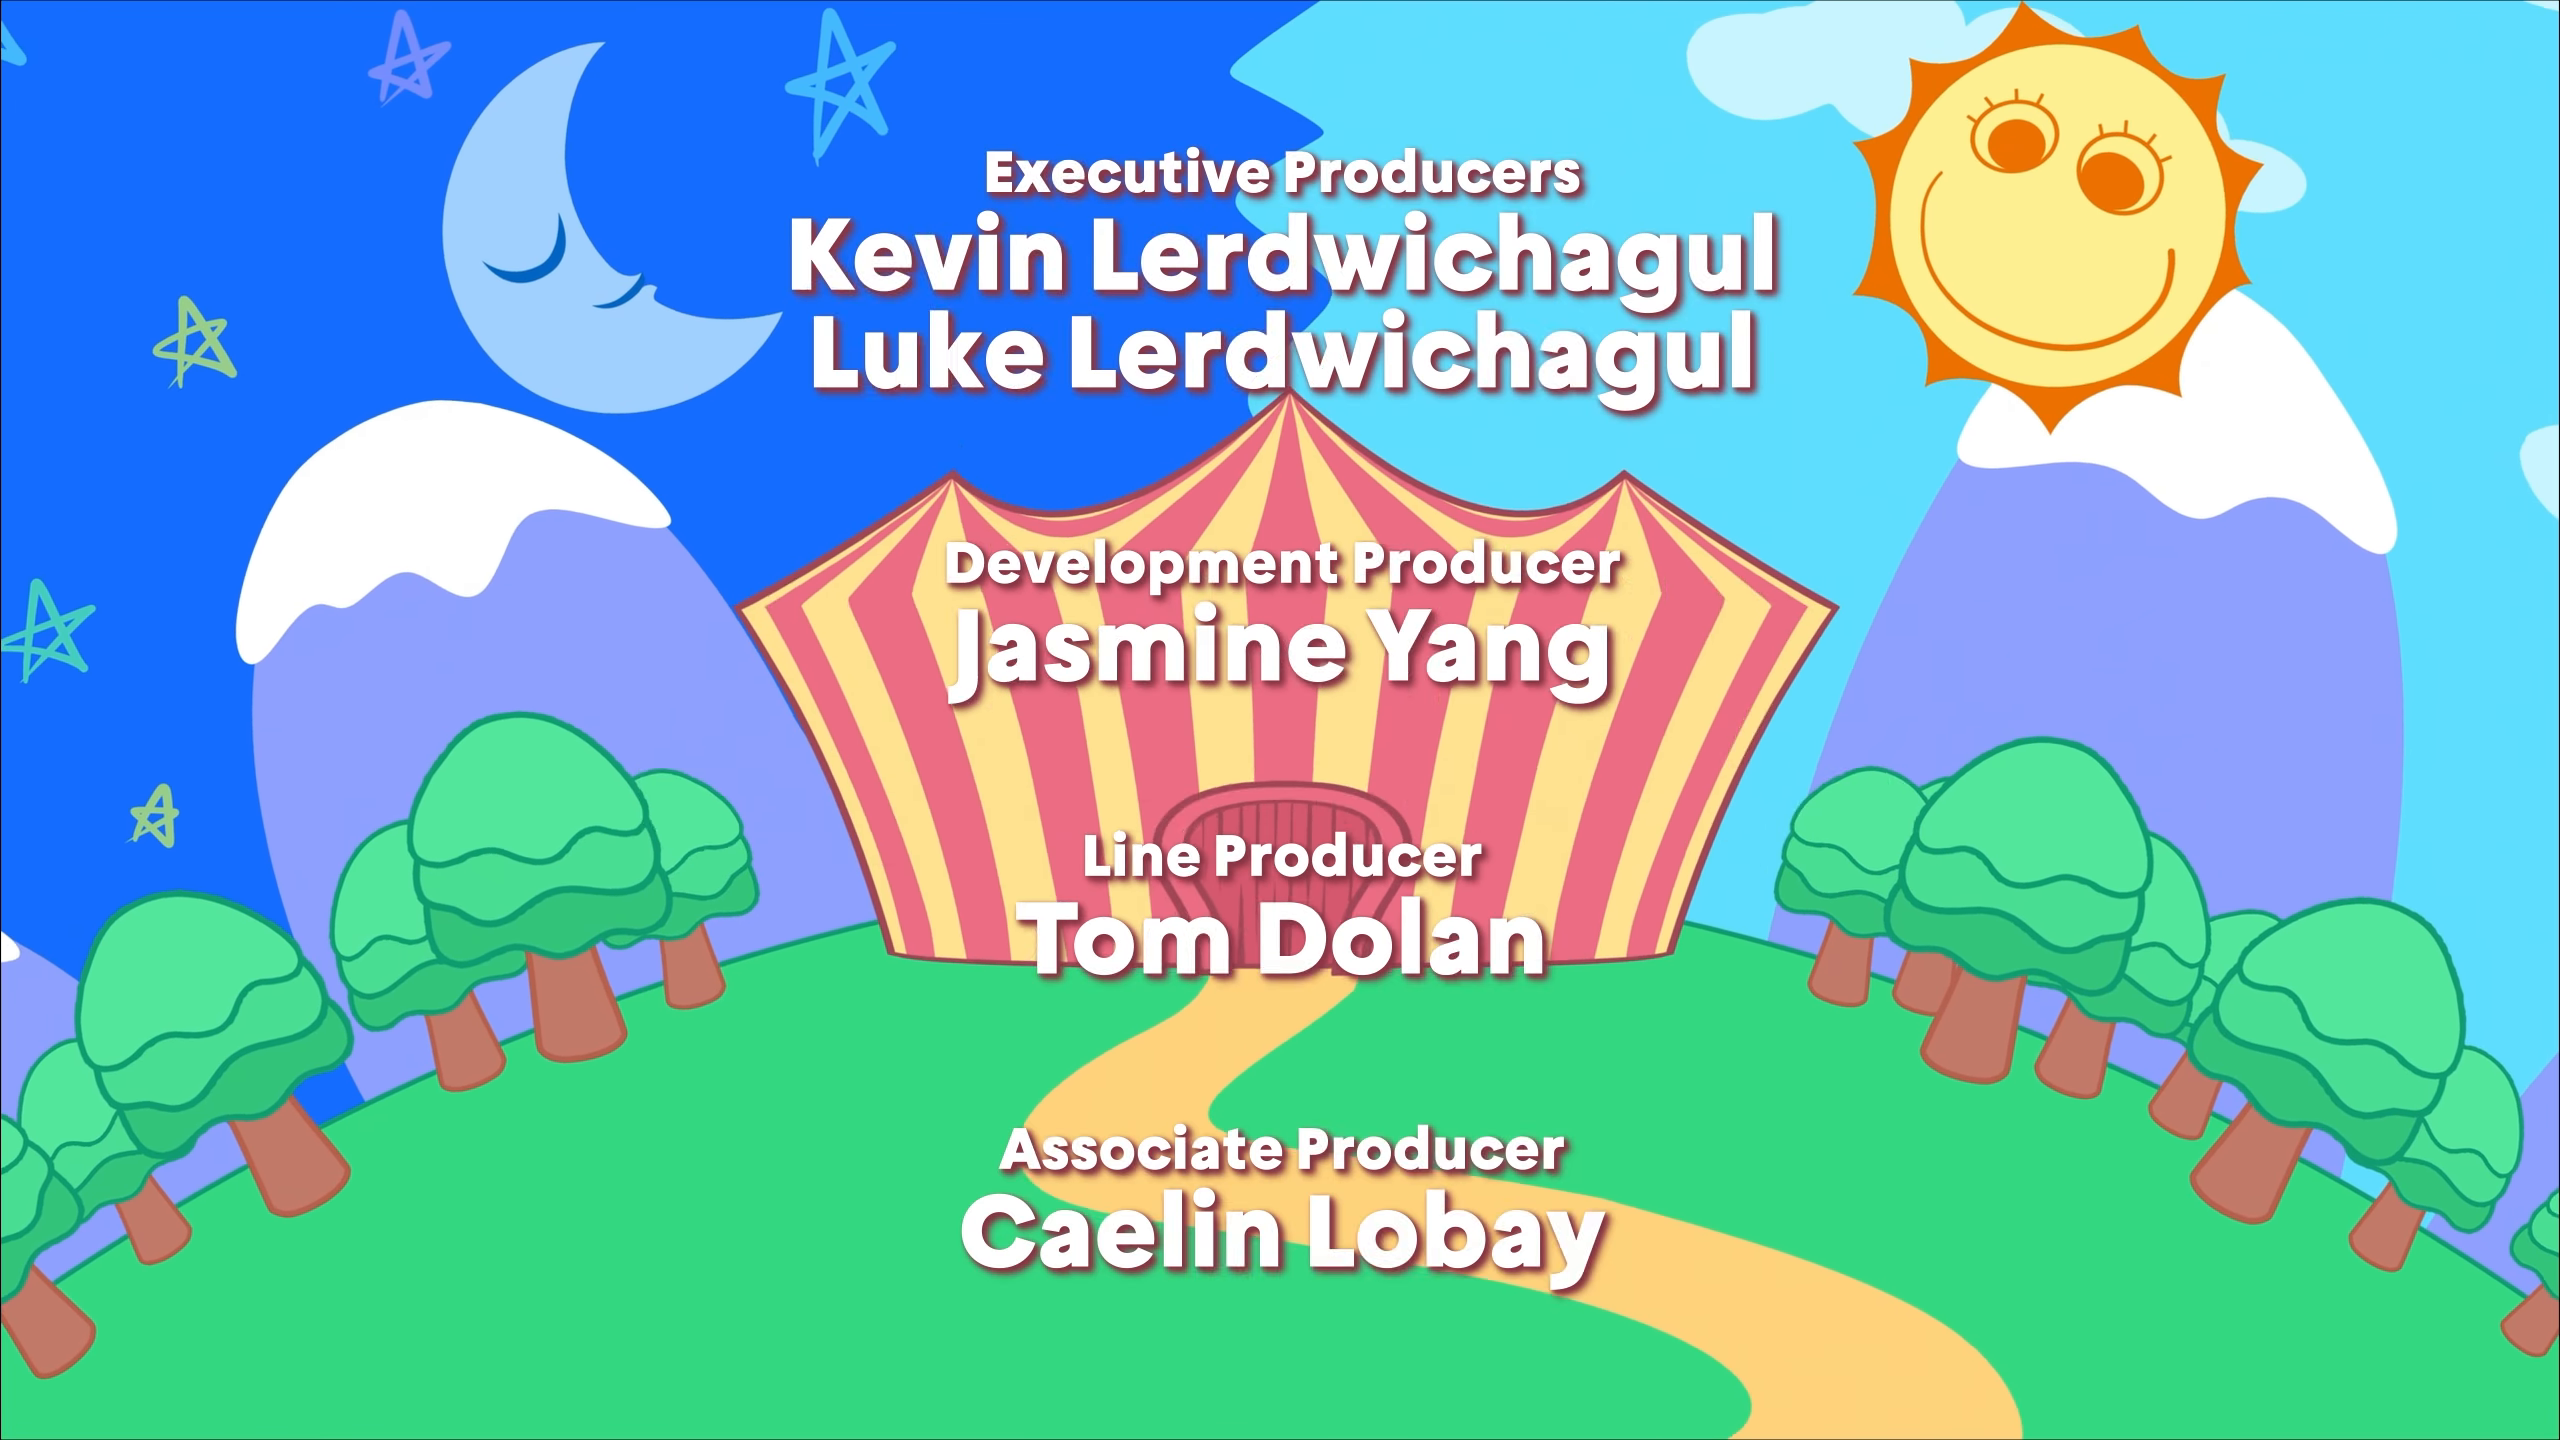 Executive Producers
Kevin Lerdwichagul
Luke Lerdwichagul
Development Producer
Jasmine Yang
Line Producer
Tom Dolan
Associate Producer
Caelin Lobay